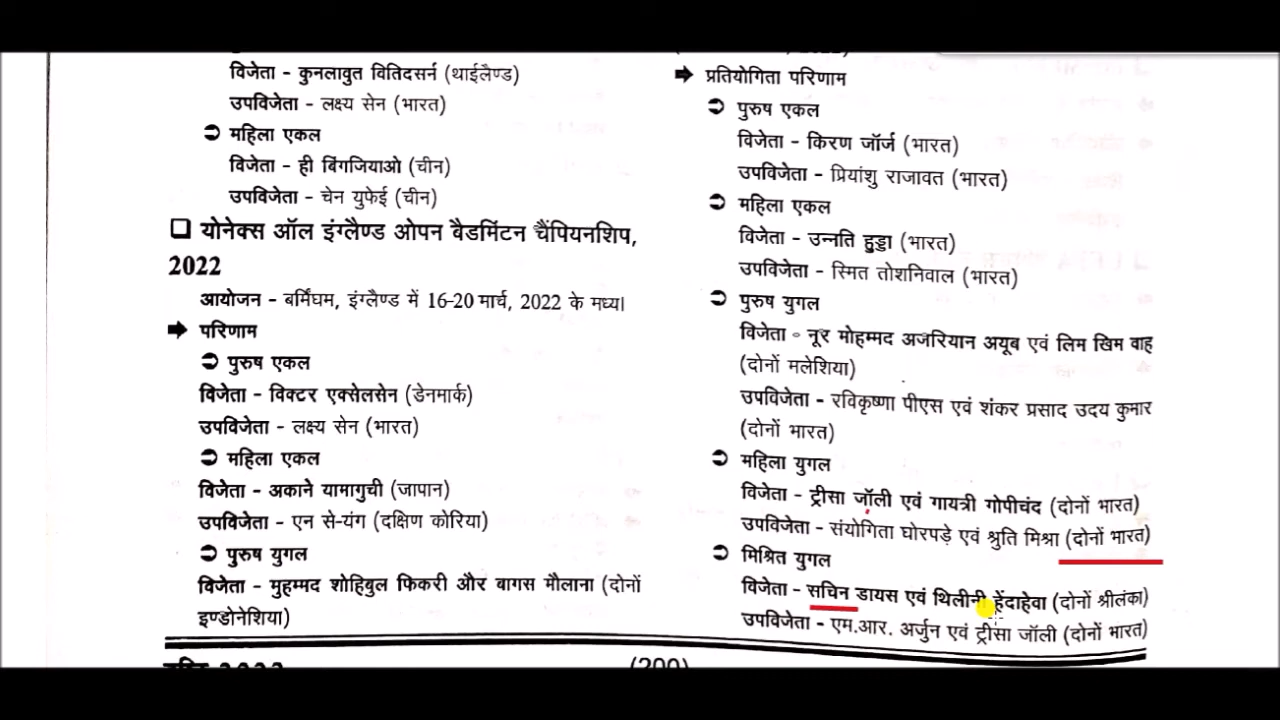 विजेता - कुनलावुत वितिदसर्न (थाईलैण्ड)
उपविजेता - लक्ष्य सेन (भारत)
➲ महिला एकल
विजेता - ही बिंगजियाओ (चीन)
उपविजेता - चेन युफेई (चीन)
❑ योनेक्स ऑल इंग्लैण्ड ओपन बैडमिंटन चैंपियनशिप,
2022
आयोजन - बर्मिंघम, इंग्लैण्ड में 16-20 मार्च, 2022 के मध्य।
➡ परिणाम
➲ पुरुष एकल
विजेता - विक्टर एक्सेलसेन (डेनमार्क)
उपविजेता - लक्ष्य सेन (भारत)
➲ महिला एकल
विजेता - अकाने यामागुची (जापान)
उपविजेता - एन से-यंग (दक्षिण कोरिया)
➲ पुरुष युगल
विजेता - मुहम्मद शोहिबुल फिकरी और बागस मौलाना (दोनों
इण्डोनेशिया)
➡ प्रतियोगिता परिणाम
➲ पुरुष एकल
विजेता - किरण जॉर्ज (भारत)
उपविजेता - प्रियांशु राजावत (भारत)
➲ महिला एकल
विजेता - उन्नति हुड्डा (भारत)
उपविजेता - स्मित तोशनिवाल (भारत)
➲ पुरुष युगल
विजेता - नूर मोहम्मद अजरियान अयूब एवं लिम खिम वाह
(दोनों मलेशिया)
उपविजेता - रविकृष्णा पीएस एवं शंकर प्रसाद उदय कुमार
(दोनों भारत)
➲ महिला युगल
विजेता - ट्रीसा जॉली एवं गायत्री गोपीचंद (दोनों भारत)
उपविजेता - संयोगिता घोरपड़े एवं श्रुति मिश्रा (दोनों भारत)
➲ मिश्रित युगल
विजेता - सचिन डायस एवं थिलीनी हेंदाहेवा (दोनों श्रीलंका)
उपविजेता - एम.आर. अर्जुन एवं ट्रीसा जॉली (दोनों भारत)
(200)